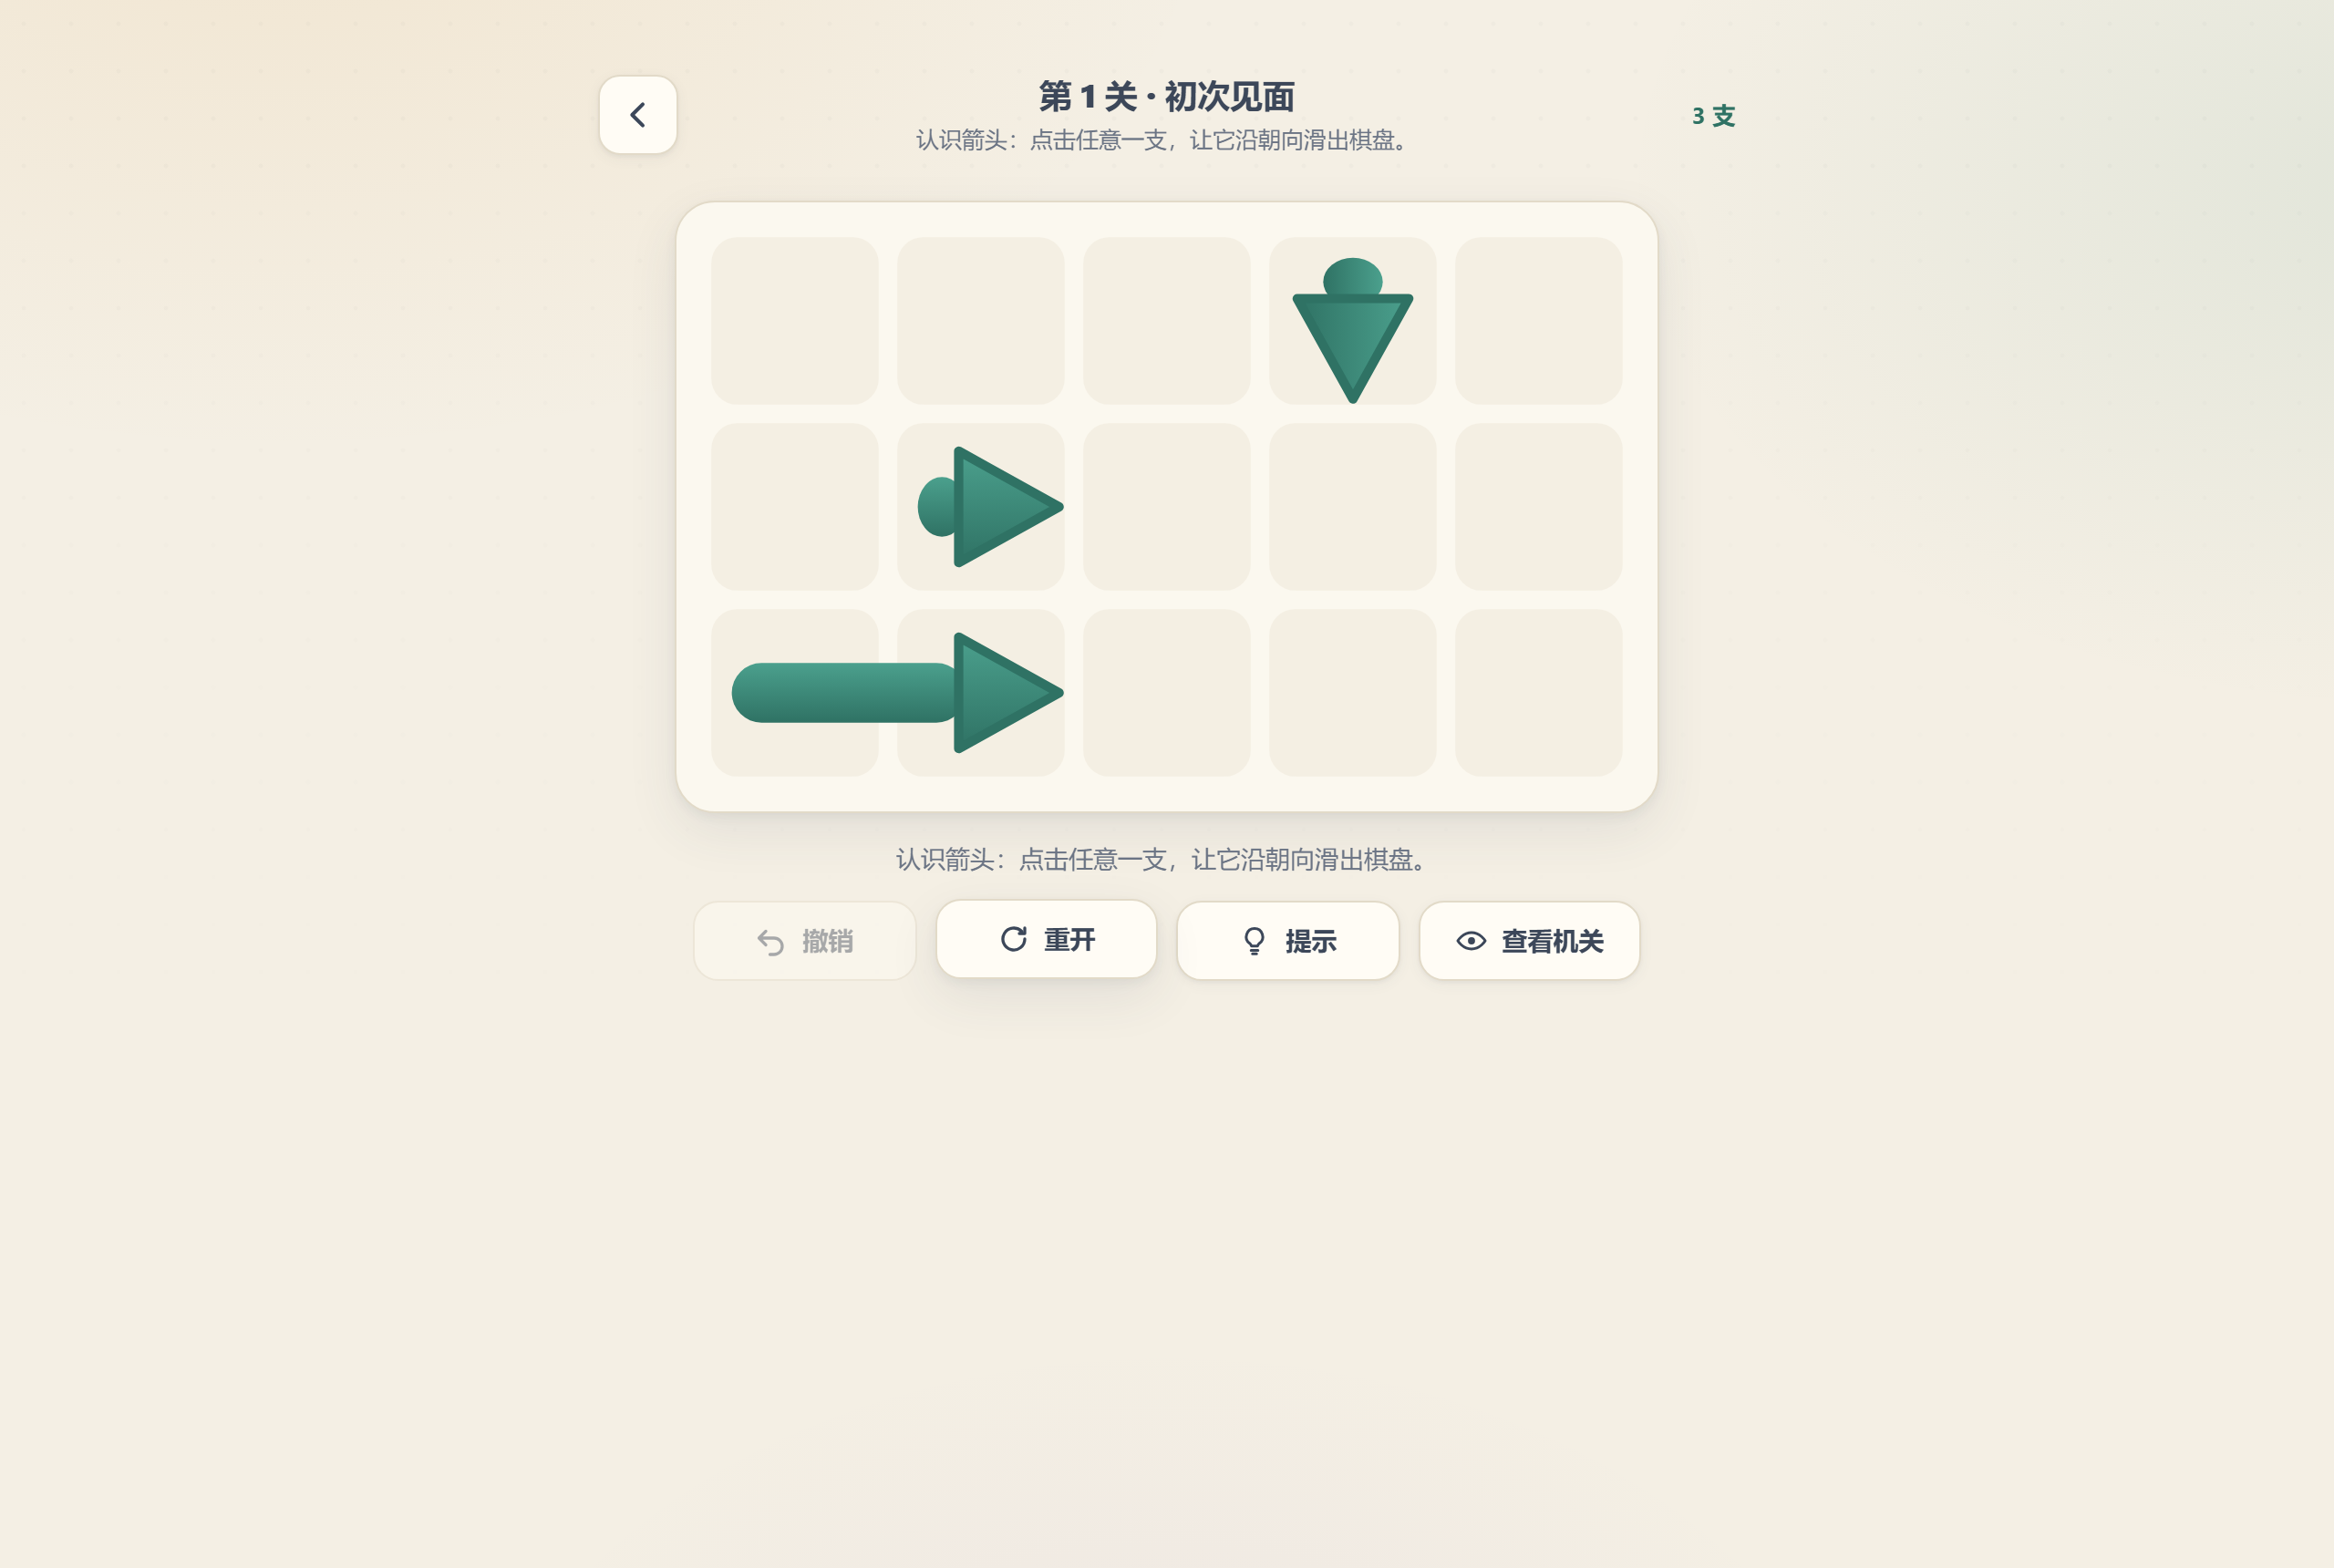 第 1 关 · 初次见面
认识箭头：点击任意一支，让它沿朝向滑出棋盘。
3 支
认识箭头：点击任意一支，让它沿朝向滑出棋盘。
撤销
重开
提示
查看机关